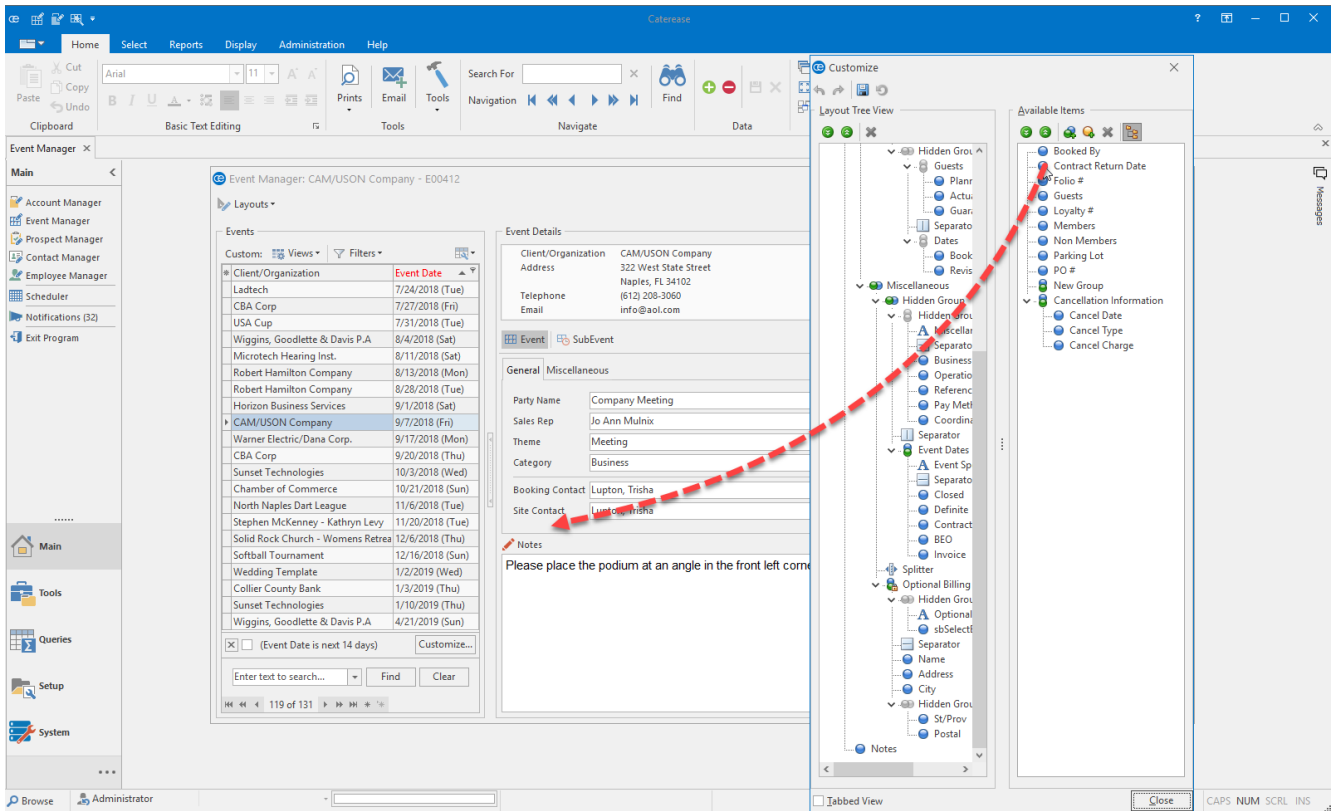 Caterease
Home Select Reports Display Administration Help
Cut
Copy
Paste Undo
Clipboard
Arial 11 A A
B I U A
Basic Text Editing
Prints Email Tools
Tools
Search For
Navigation
Find
Navigate
Data
Event Manager
Main
Account Manager
Event Manager
Prospect Manager
Contact Manager
Employee Manager
Scheduler
Notifications (32)
Exit Program
Main
Tools
Queries
Setup
System
Event Manager: CAM/USON Company - E00412
Layouts
Events
Custom: Views Filters
Client/Organization Event Date
Ladtech 7/24/2018 (Tue)
CBA Corp 7/27/2018 (Fri)
USA Cup 7/31/2018 (Tue)
Wiggins, Goodlette & Davis P.A 8/4/2018 (Sat)
Microtech Hearing Inst. 8/11/2018 (Sat)
Robert Hamilton Company 8/13/2018 (Mon)
Robert Hamilton Company 8/28/2018 (Tue)
Horizon Business Services 9/1/2018 (Sat)
CAM/USON Company 9/7/2018 (Fri)
Warner Electric/Dana Corp. 9/17/2018 (Mon)
CBA Corp 9/20/2018 (Thu)
Sunset Technologies 10/3/2018 (Wed)
Chamber of Commerce 10/21/2018 (Sun)
North Naples Dart League 11/6/2018 (Tue)
Stephen McKenney - Kathryn Levy 11/20/2018 (Tue)
Solid Rock Church - Womens Retrea 12/6/2018 (Thu)
Softball Tournament 12/16/2018 (Sun)
Wedding Template 1/2/2019 (Wed)
Collier County Bank 1/3/2019 (Thu)
Sunset Technologies 1/10/2019 (Thu)
Wiggins, Goodlette & Davis P.A 4/21/2019 (Sun)
(Event Date is next 14 days) Customize...
Enter text to search... Find Clear
119 of 131
Event Details
Client/Organization CAM/USON Company
Address 322 West State Street
Naples, FL 34102
Telephone (612) 208-3060
Email info@aol.com
Event SubEvent
General Miscellaneous
Party Name Company Meeting
Sales Rep Jo Ann Mulnix
Theme Meeting
Category Business
Booking Contact Lupton, Trisha
Site Contact Lupton, Trisha
Notes
Please place the podium at an angle in the front left corne
Customize
Layout Tree View
Hidden Grou
Guests
Plann
Actua
Guara
Separato
Dates
Book
Revis
Miscellaneous
Hidden Group
Hidden Grou
Miscellan
Separato
Business
Operatio
Referenc
Pay Meth
Coordina
Separator
Event Dates
A Event Sp
Separato
Closed
Definite
Contract
BEO
Invoice
Splitter
Optional Billing
Hidden Grou
A Optional
sbSelectE
Separator
Name
Address
City
Hidden Grou
St/Prov
Postal
Notes
Available Items
Booked By
Contract Return Date
Folio #
Guests
Loyalty #
Members
Non Members
Parking Lot
PO #
New Group
Cancellation Information
Cancel Date
Cancel Type
Cancel Charge
Tabbed View Close
Messages
Browse Administrator
CAPS NUM SCRL INS